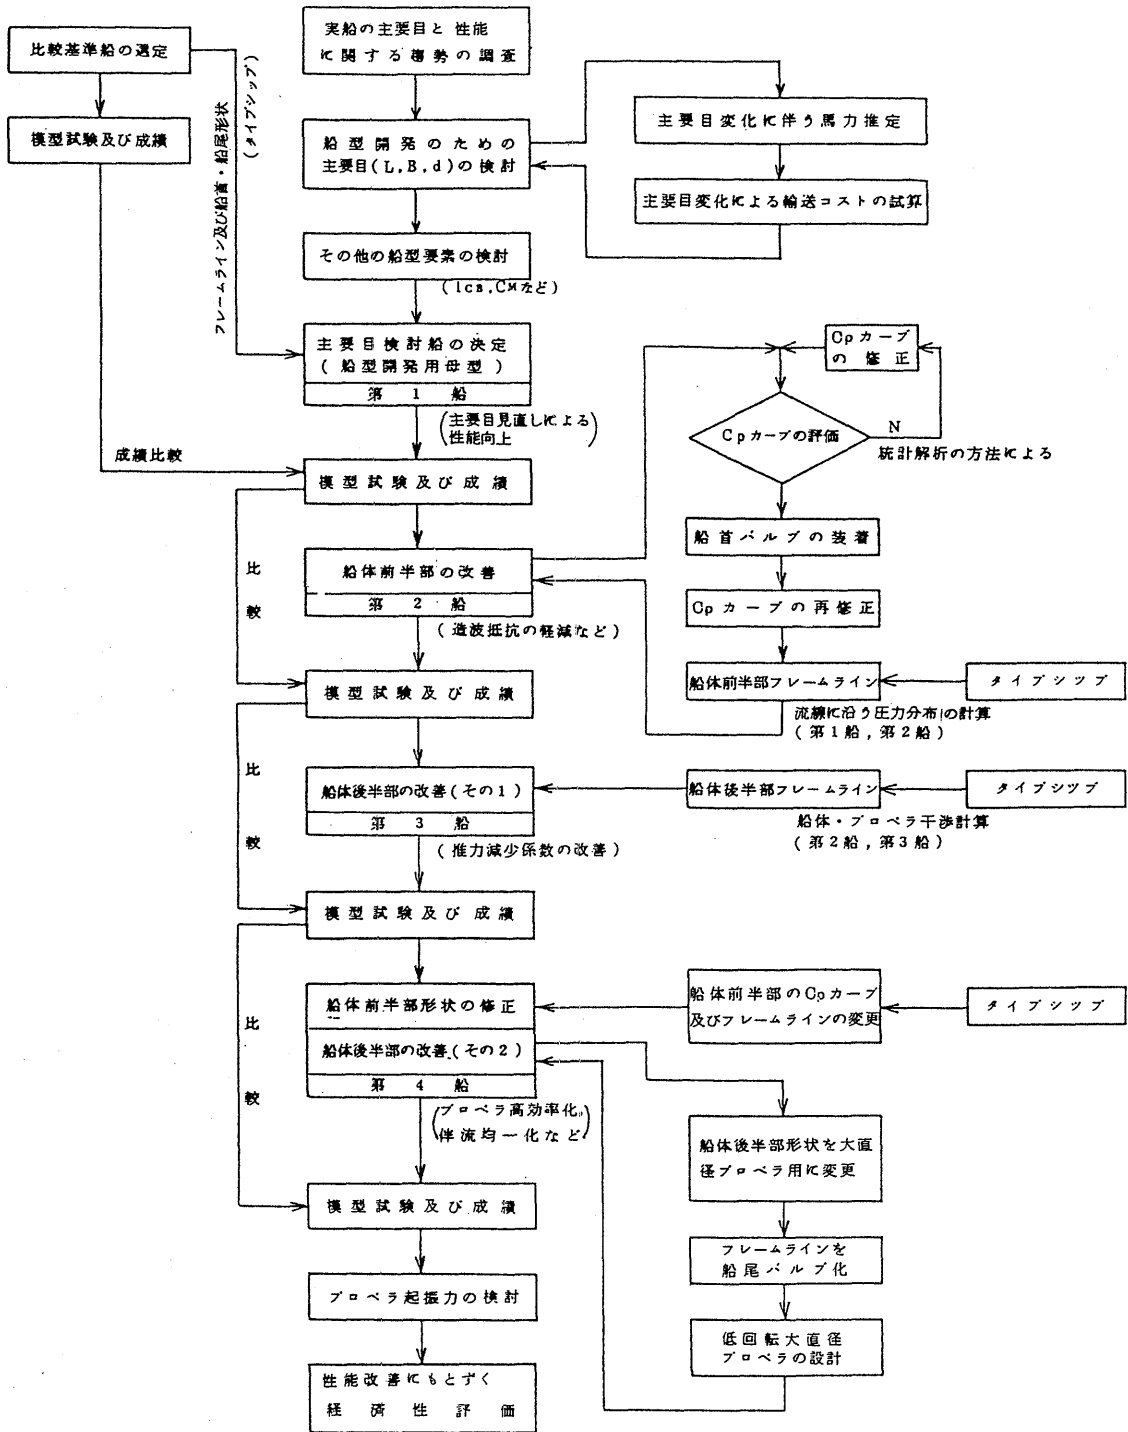 実船の主要目と性能
に関する趨勢の調査
比較基準船の選定
模型試験及び成績
フレームライン及び船首・船尾形状
(タイプシップ)
船型開発のための
主要目(L,B,d)の検討
主要目変化に伴う馬力推定
主要目変化による輸送コストの試算
その他の船型要素の検討
(lcB,CMなど)
主要目検討船の決定
(船型開発用母型)
第1船
(主要目見直しによる
性能向上)
Cpカーブ
の修正
Cpカーブの評価
N
統計解析の方法による
成績比較
模型試験及び成績
船首バルブの装着
比較
船体前半部の改善
第2船
(造波抵抗の軽減など)
Cpカーブの再修正
模型試験及び成績
船体前半部フレームライン
タイプシップ
流線に沿う圧力分布の計算
(第1船,第2船)
比較
船体後半部の改善(その1)
第3船
(推力減少係数の改善)
船体後半部フレームライン
タイプシップ
船体・プロペラ干渉計算
(第2船,第3船)
模型試験及び成績
比較
船体前半部形状の修正
船体後半部の改善(その2)
第4船
(プロペラ高効率化,
伴流均一化など)
船体前半部のCpカーブ
及びフレームラインの変更
タイプシップ
船体後半部形状を大直
径プロペラ用に変更
模型試験及び成績
フレームラインを
船尾バルブ化
プロペラ起振力の検討
低回転大直径
プロペラの設計
性能改善にもとずく
経済性評価